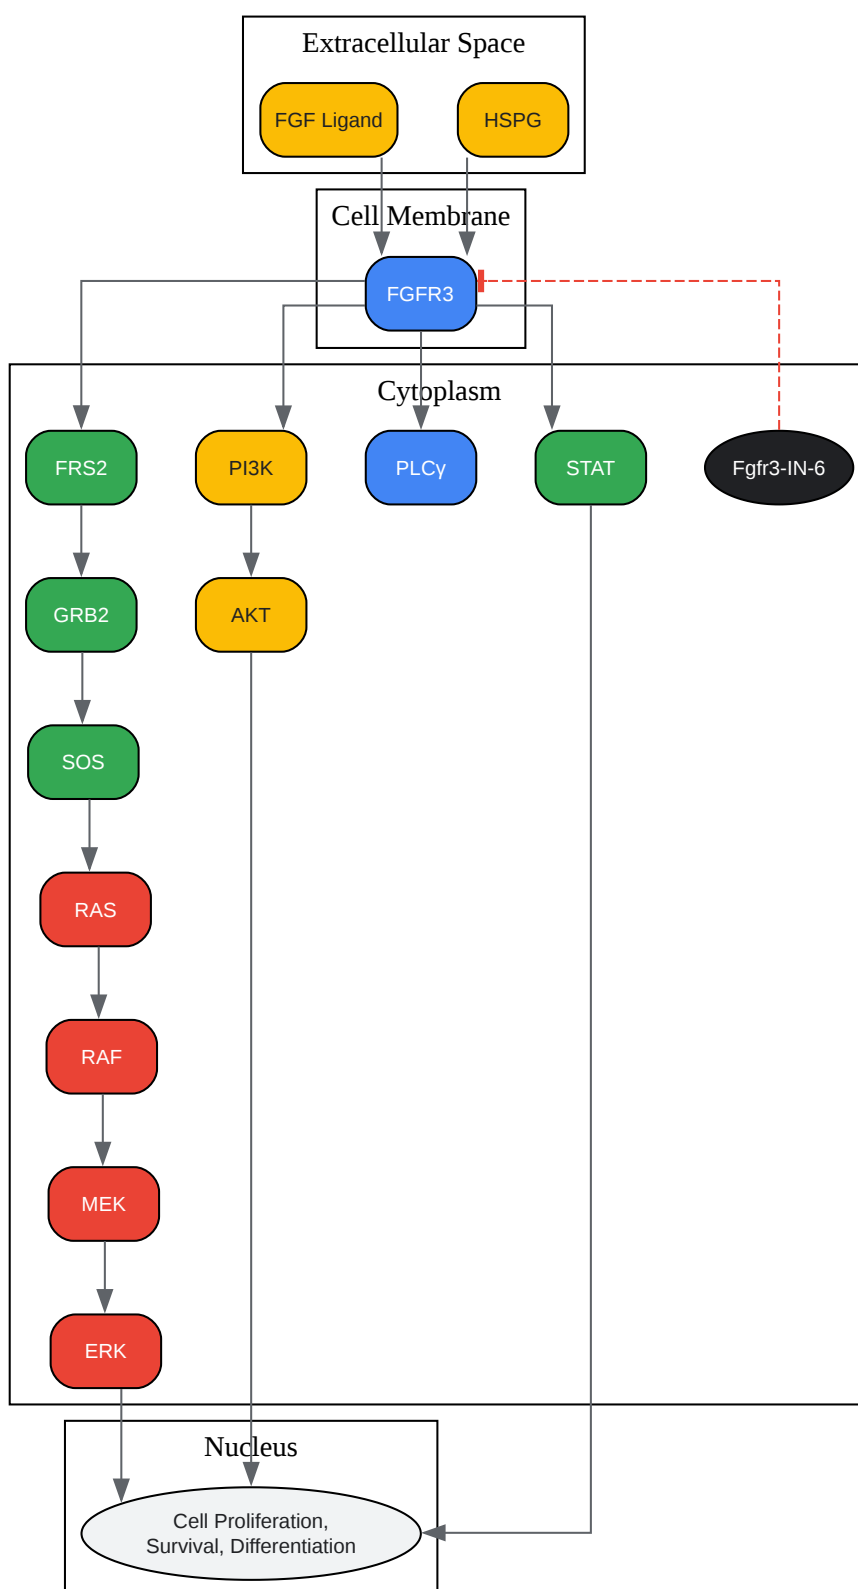 Extracellular Space
FGF Ligand
HSPG
Cell Membrane
FGFR3
Cytoplasm
FRS2
PI3K
PLCγ
STAT
Fgfr3-IN-6
GRB2
AKT
SOS
RAS
RAF
MEK
ERK
Nucleus
Cell Proliferation,
Survival, Differentiation